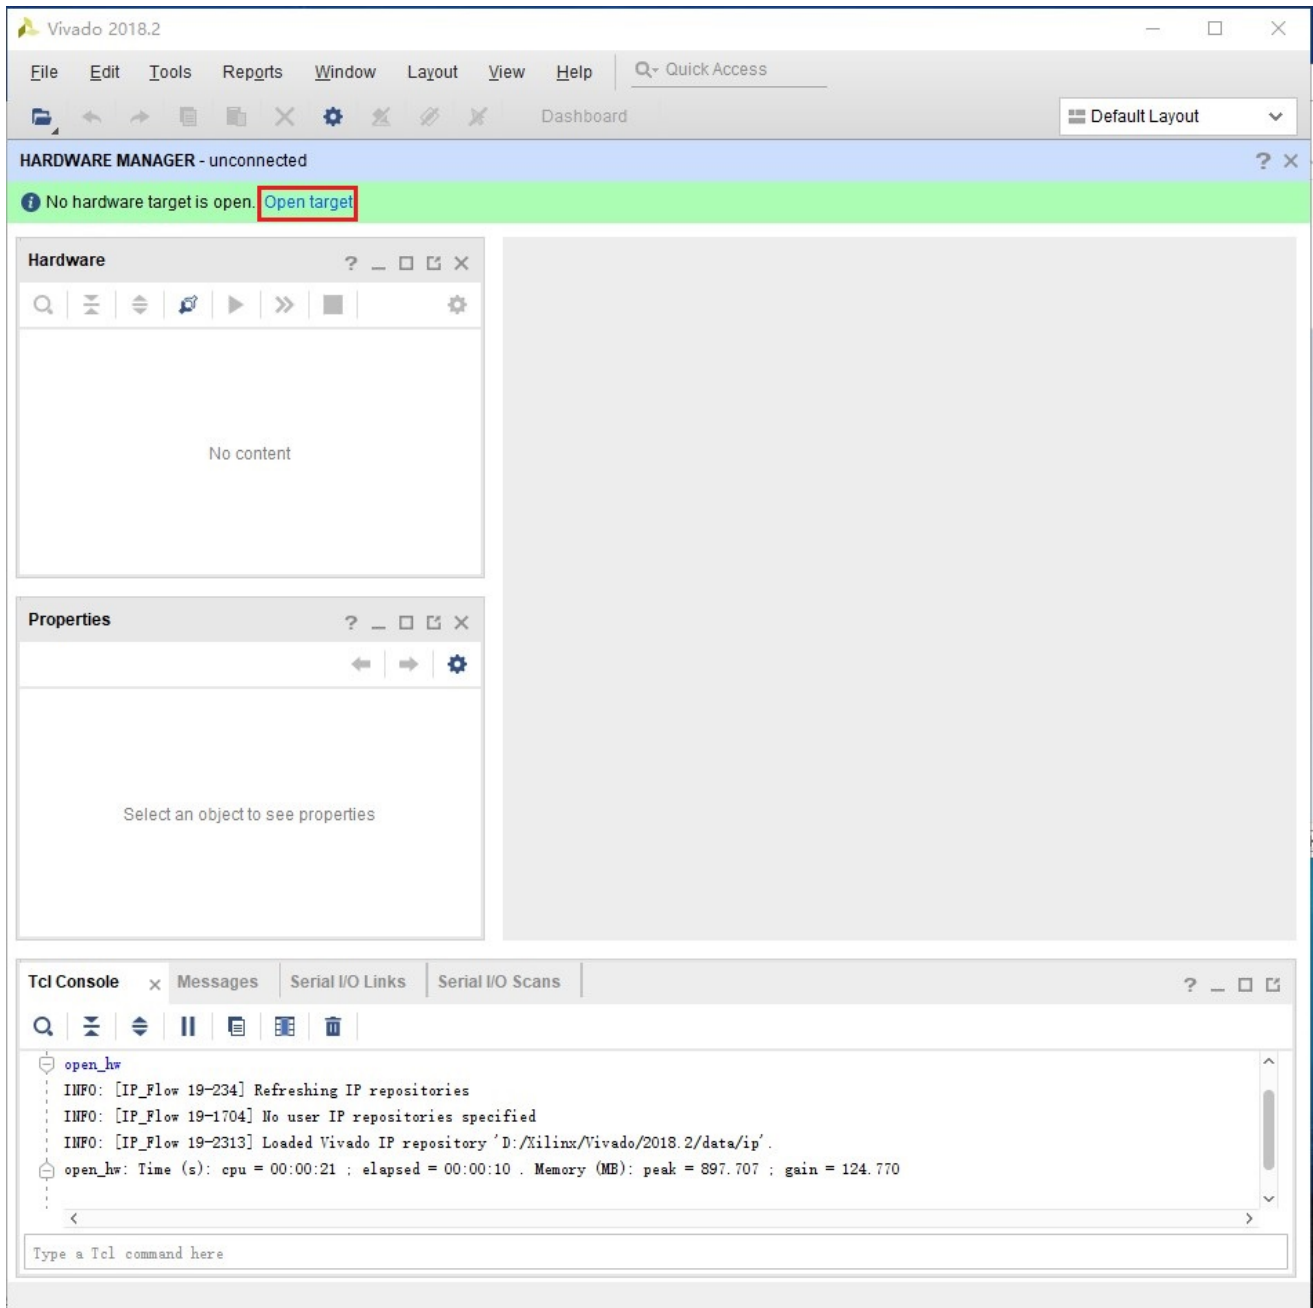 Vivado 2018.2
File Edit Tools Reports Window Layout View Help Quick Access
Dashboard Default Layout
HARDWARE MANAGER - unconnected
No hardware target is open. Open target
Hardware
No content
Properties
Select an object to see properties
Tcl Console Messages Serial I/O Links Serial I/O Scans
open_hw
INFO: [IP_Flow 19-234] Refreshing IP repositories
INFO: [IP_Flow 19-1704] No user IP repositories specified
INFO: [IP_Flow 19-2313] Loaded Vivado IP repository 'D:/Xilinx/Vivado/2018.2/data/ip'.
open_hw: Time (s): cpu = 00:00:21 ; elapsed = 00:00:10 . Memory (MB): peak = 897.707 ; gain = 124.770
Type a Tcl command here